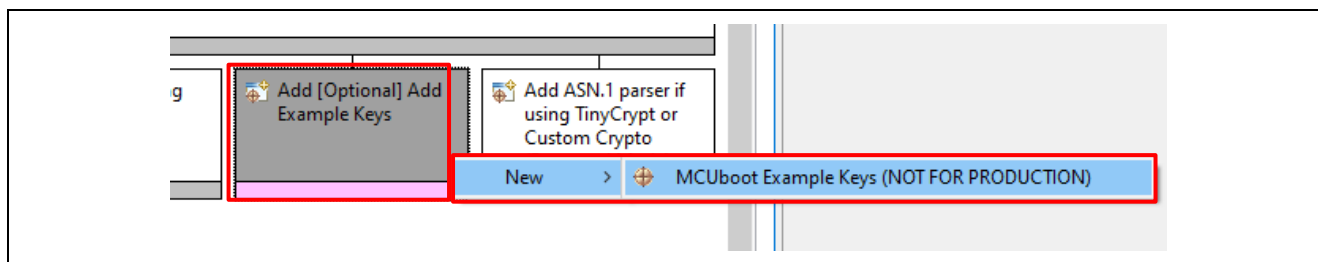 g
Add [Optional] Add
Example Keys
Add ASN.1 parser if
using TinyCrypt or
Custom Crypto
New > MCUboot Example Keys (NOT FOR PRODUCTION)